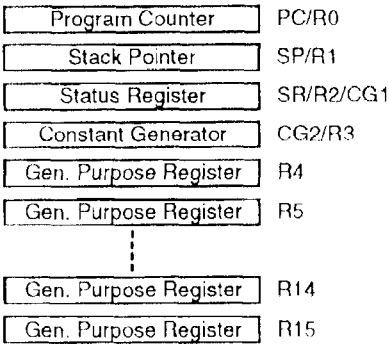 Program Counter PC/R0
Stack Pointer SP/R1
Status Register SR/R2/CG1
Constant Generator CG2/R3
Gen. Purpose Register R4
Gen. Purpose Register R5
Gen. Purpose Register R14
Gen. Purpose Register R15